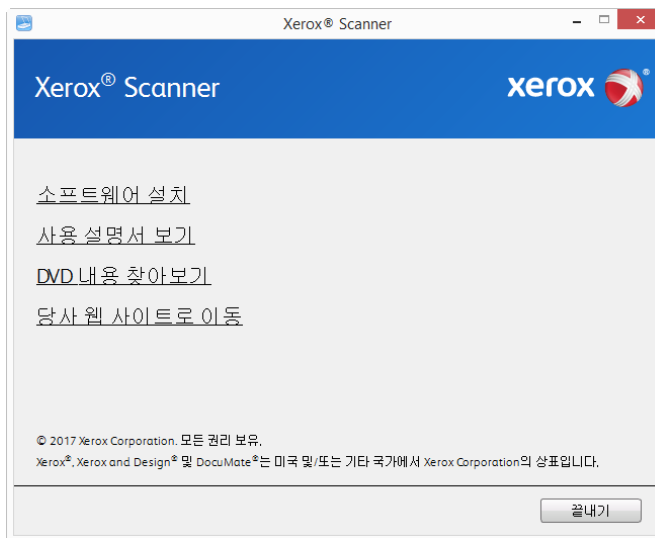 Xerox® Scanner
Xerox® Scanner
xerox®
소프트웨어 설치
사용 설명서 보기
DVD 내용 찾아보기
당사 웹 사이트로 이동
© 2017 Xerox Corporation. 모든 권리 보유.
Xerox®, Xerox and Design® 및 DocuMate®는 미국 및/또는 기타 국가에서 Xerox Corporation의 상표입니다.
끝내기